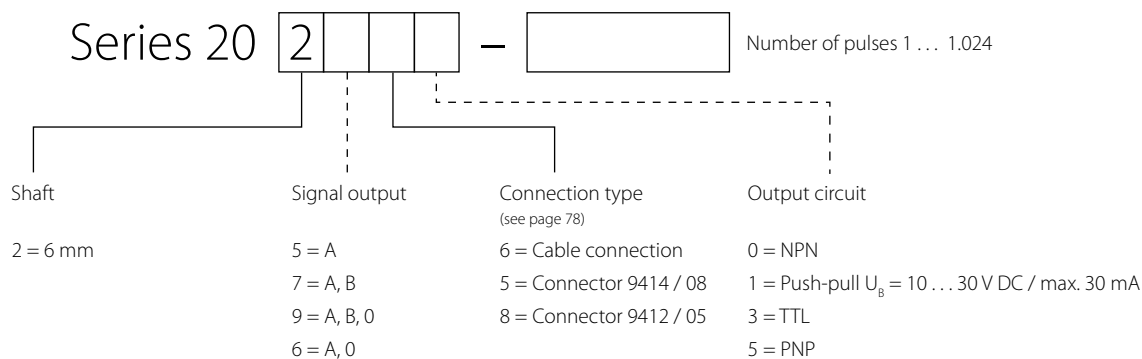 Series 20 2 –
Number of pulses 1 . . . 1.024
Shaft
2 = 6 mm
Signal output
5 = A
7 = A, B
9 = A, B, 0
6 = A, 0
Connection type
(see page 78)
6 = Cable connection
5 = Connector 9414 / 08
8 = Connector 9412 / 05
Output circuit
0 = NPN
1 = Push-pull U_B = 10 . . . 30 V DC / max. 30 mA
3 = TTL
5 = PNP